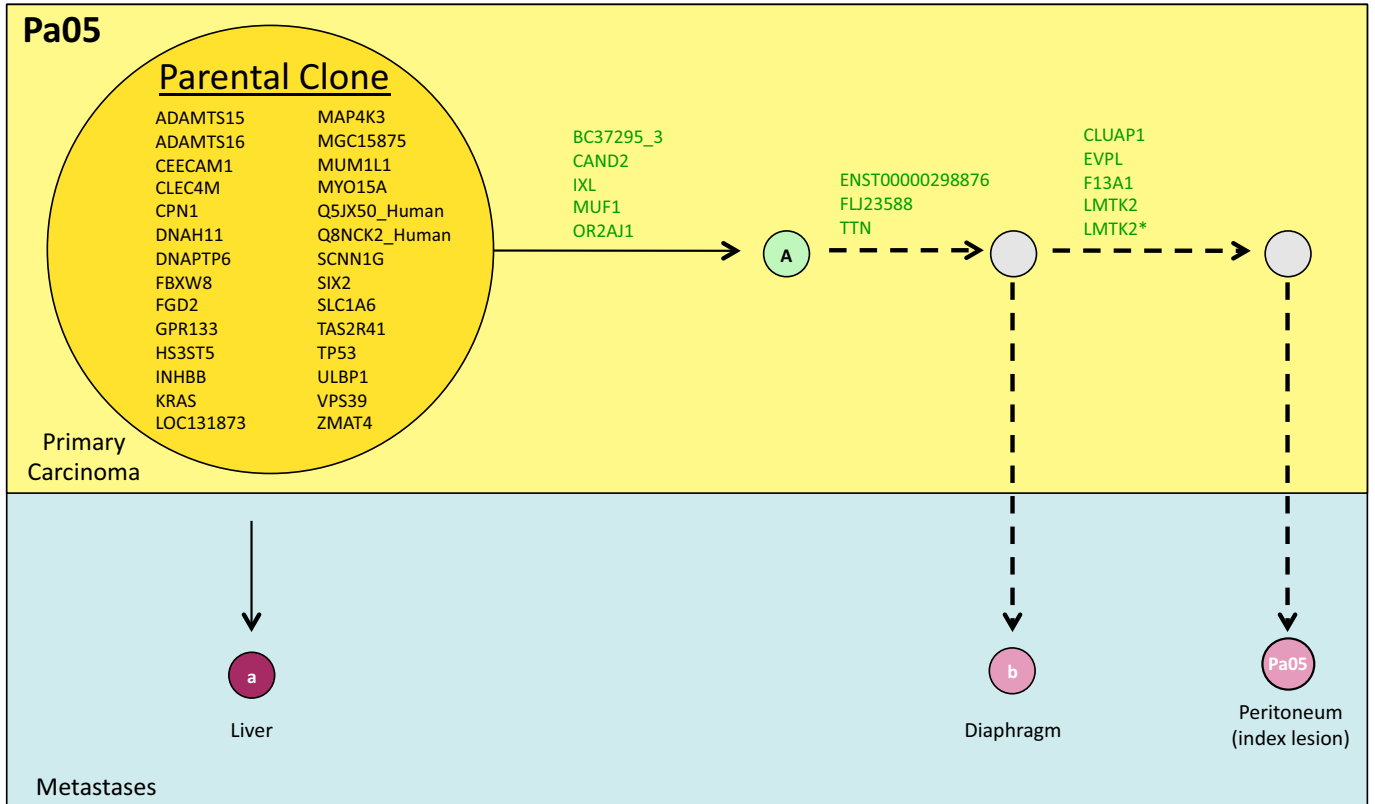 Pa05
Parental Clone
ADAMTS15
ADAMTS16
CEECAM1
CLEC4M
CPN1
DNAH11
DNAPTP6
FBXW8
FGD2
GPR133
HS3ST5
INHBB
KRAS
LOC131873
MAP4K3
MGC15875
MUM1L1
MYO15A
Q5JX50_Human
Q8NCK2_Human
SCNN1G
SIX2
SLC1A6
TAS2R41
TP53
ULBP1
VPS39
ZMAT4
BC37295_3
CAND2
IXL
MUF1
OR2AJ1
A
ENST00000298876
FLJ23588
TTN
CLUAP1
EVPL
F13A1
LMTK2
LMTK2*
Primary
Carcinoma
a
Liver
b
Diaphragm
Pa05
Peritoneum
(index lesion)
Metastases